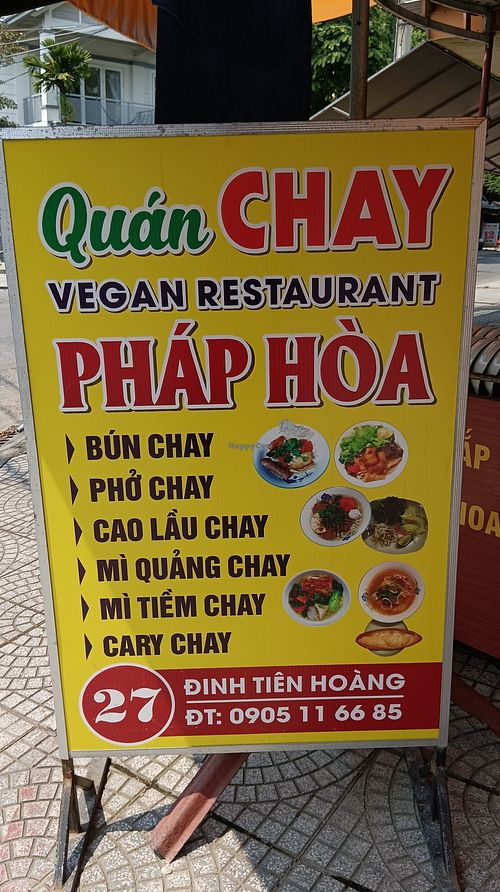 Quán CHAY
VEGAN RESTAURANT
PHÁP HÒA
BÚN CHAY
PHỞ CHAY
CAO LẦU CHAY
MÌ QUẢNG CHAY
MÌ TIỀM CHAY
CARY CHAY
27
ĐINH TIÊN HOÀNG
ĐT: 0905 11 66 85